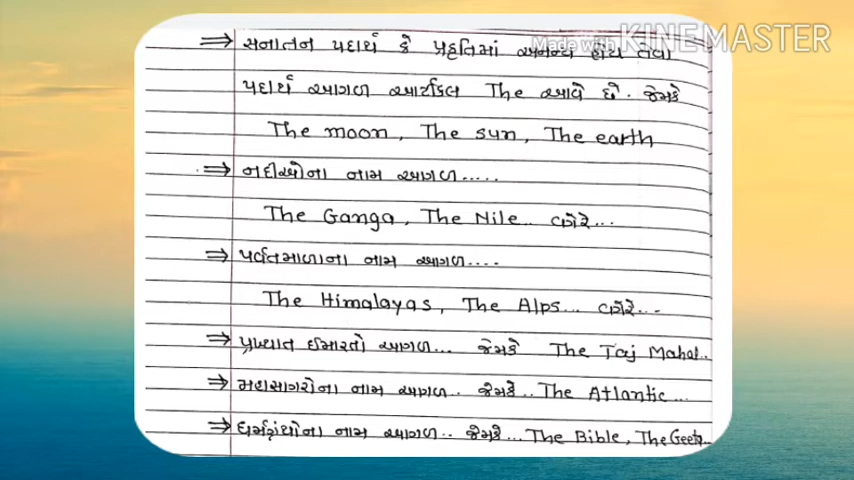 Made with KINEMASTER
⇒ સનાતન પદાર્થ કે પ્રકૃતિમાં અનન્ય હોય તેવા
પદાર્થ આગળ આર્ટીકલ The આવે છે. જેમકે
The moon, The sun, The earth
⇒ નદીઓના નામ આગળ.....
The Ganga, The Nile.. વગેરે...
⇒ પર્વતમાળાના નામ આગળ....
The Himalayas, The Alps... વગેરે...
⇒ પ્રખ્યાત ઈમારતો આગળ... જેમકે The Taj Mahal..
⇒ મહાસાગરોના નામ આગળ.. જેમકે.. The Atlantic...
⇒ ધર્મગ્રંથોના નામ આગળ.. જેમકે... The Bible, The Geeta..